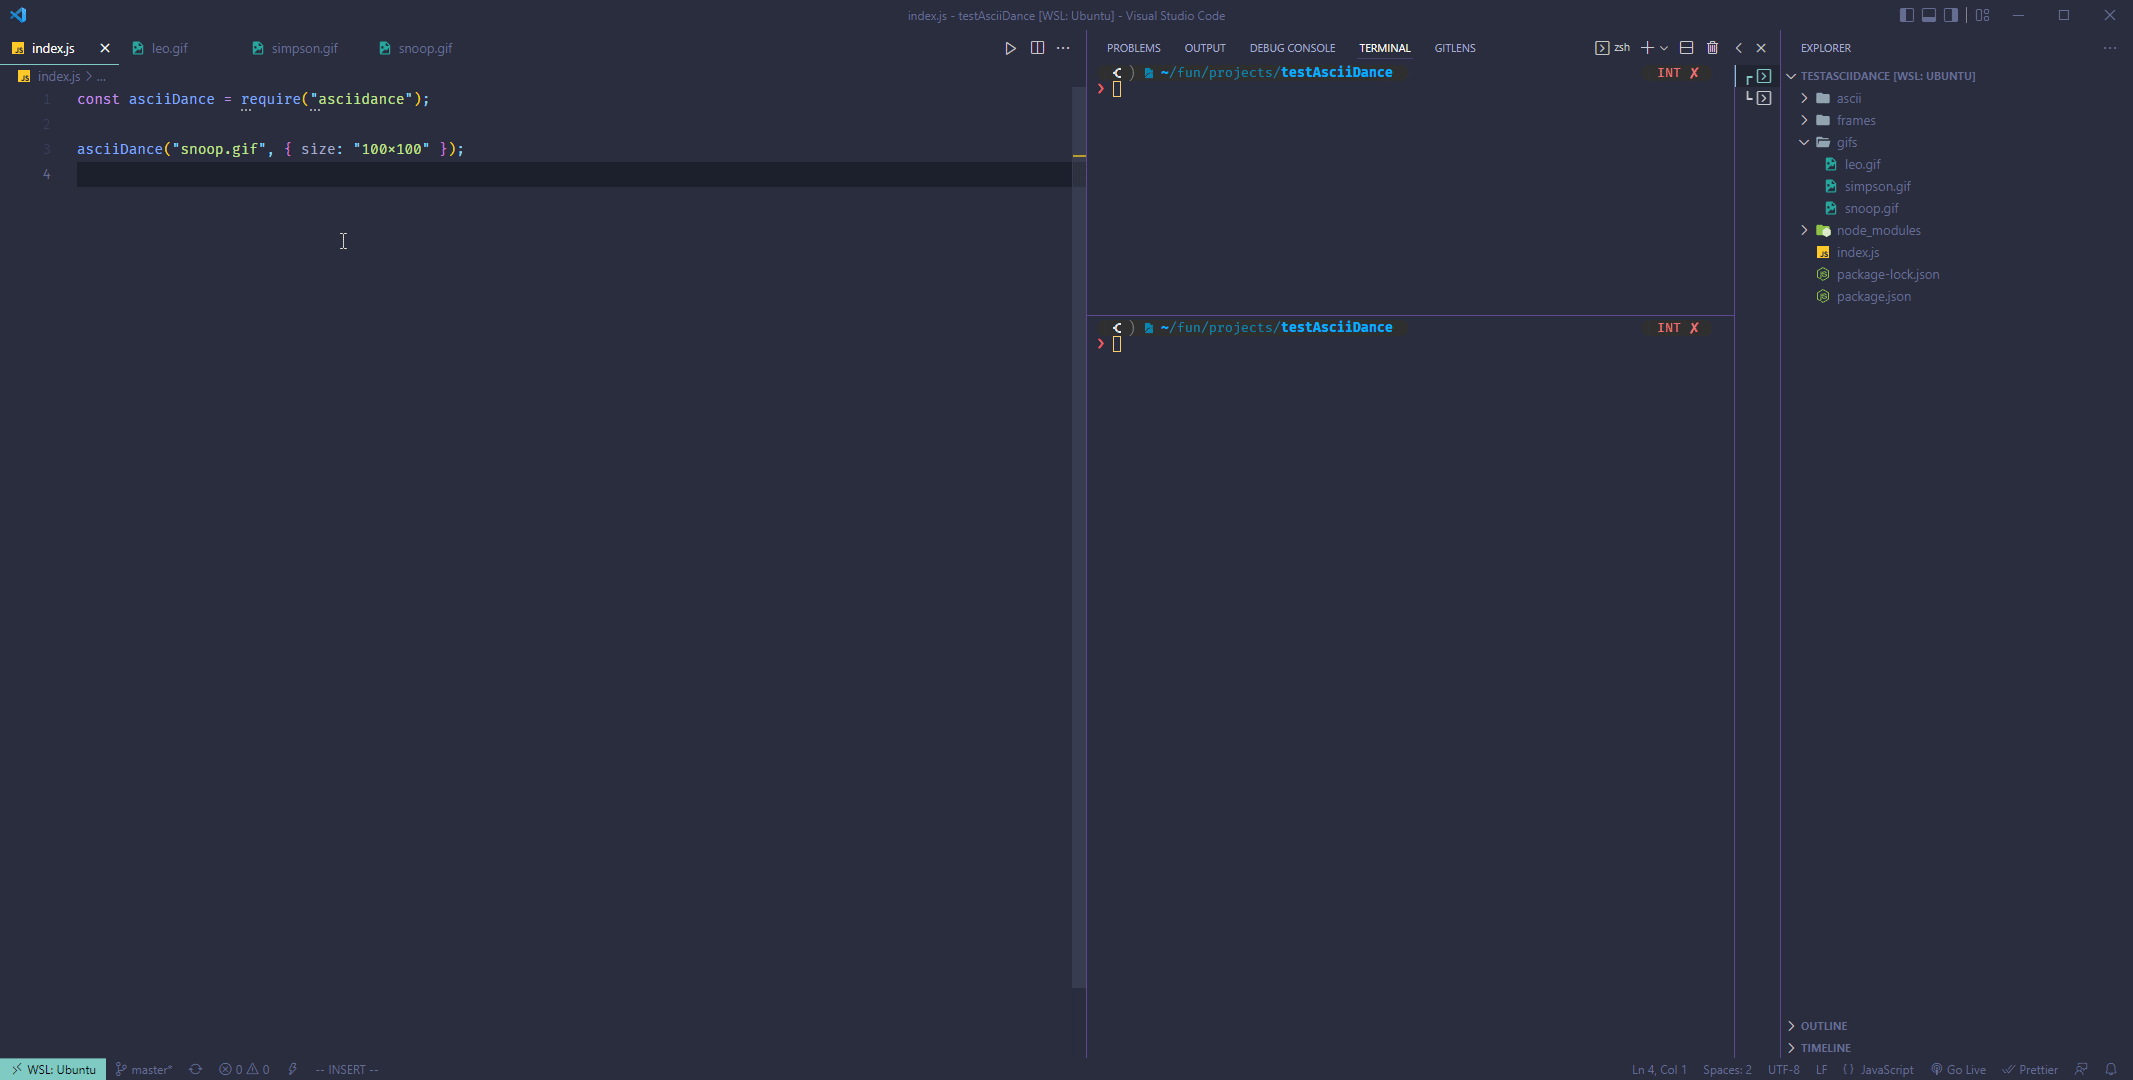 index.js - testAsciiDance [WSL: Ubuntu] - Visual Studio Code
index.js
leo.gif
simpson.gif
snoop.gif
index.js > ...
1 const asciiDance = require("asciidance");
2
3 asciiDance("snoop.gif", { size: "100×100" });
4
PROBLEMS OUTPUT DEBUG CONSOLE TERMINAL GITLENS
zsh
~/fun/projects/testAsciiDance INT ✘
❯
~/fun/projects/testAsciiDance INT ✘
❯
EXPLORER
TESTASCIIDANCE [WSL: UBUNTU]
ascii
frames
gifs
leo.gif
simpson.gif
snoop.gif
node_modules
index.js
package-lock.json
package.json
OUTLINE
TIMELINE
WSL: Ubuntu master* 0 0 -- INSERT -- Ln 4, Col 1 Spaces: 2 UTF-8 LF {} JavaScript Go Live Prettier